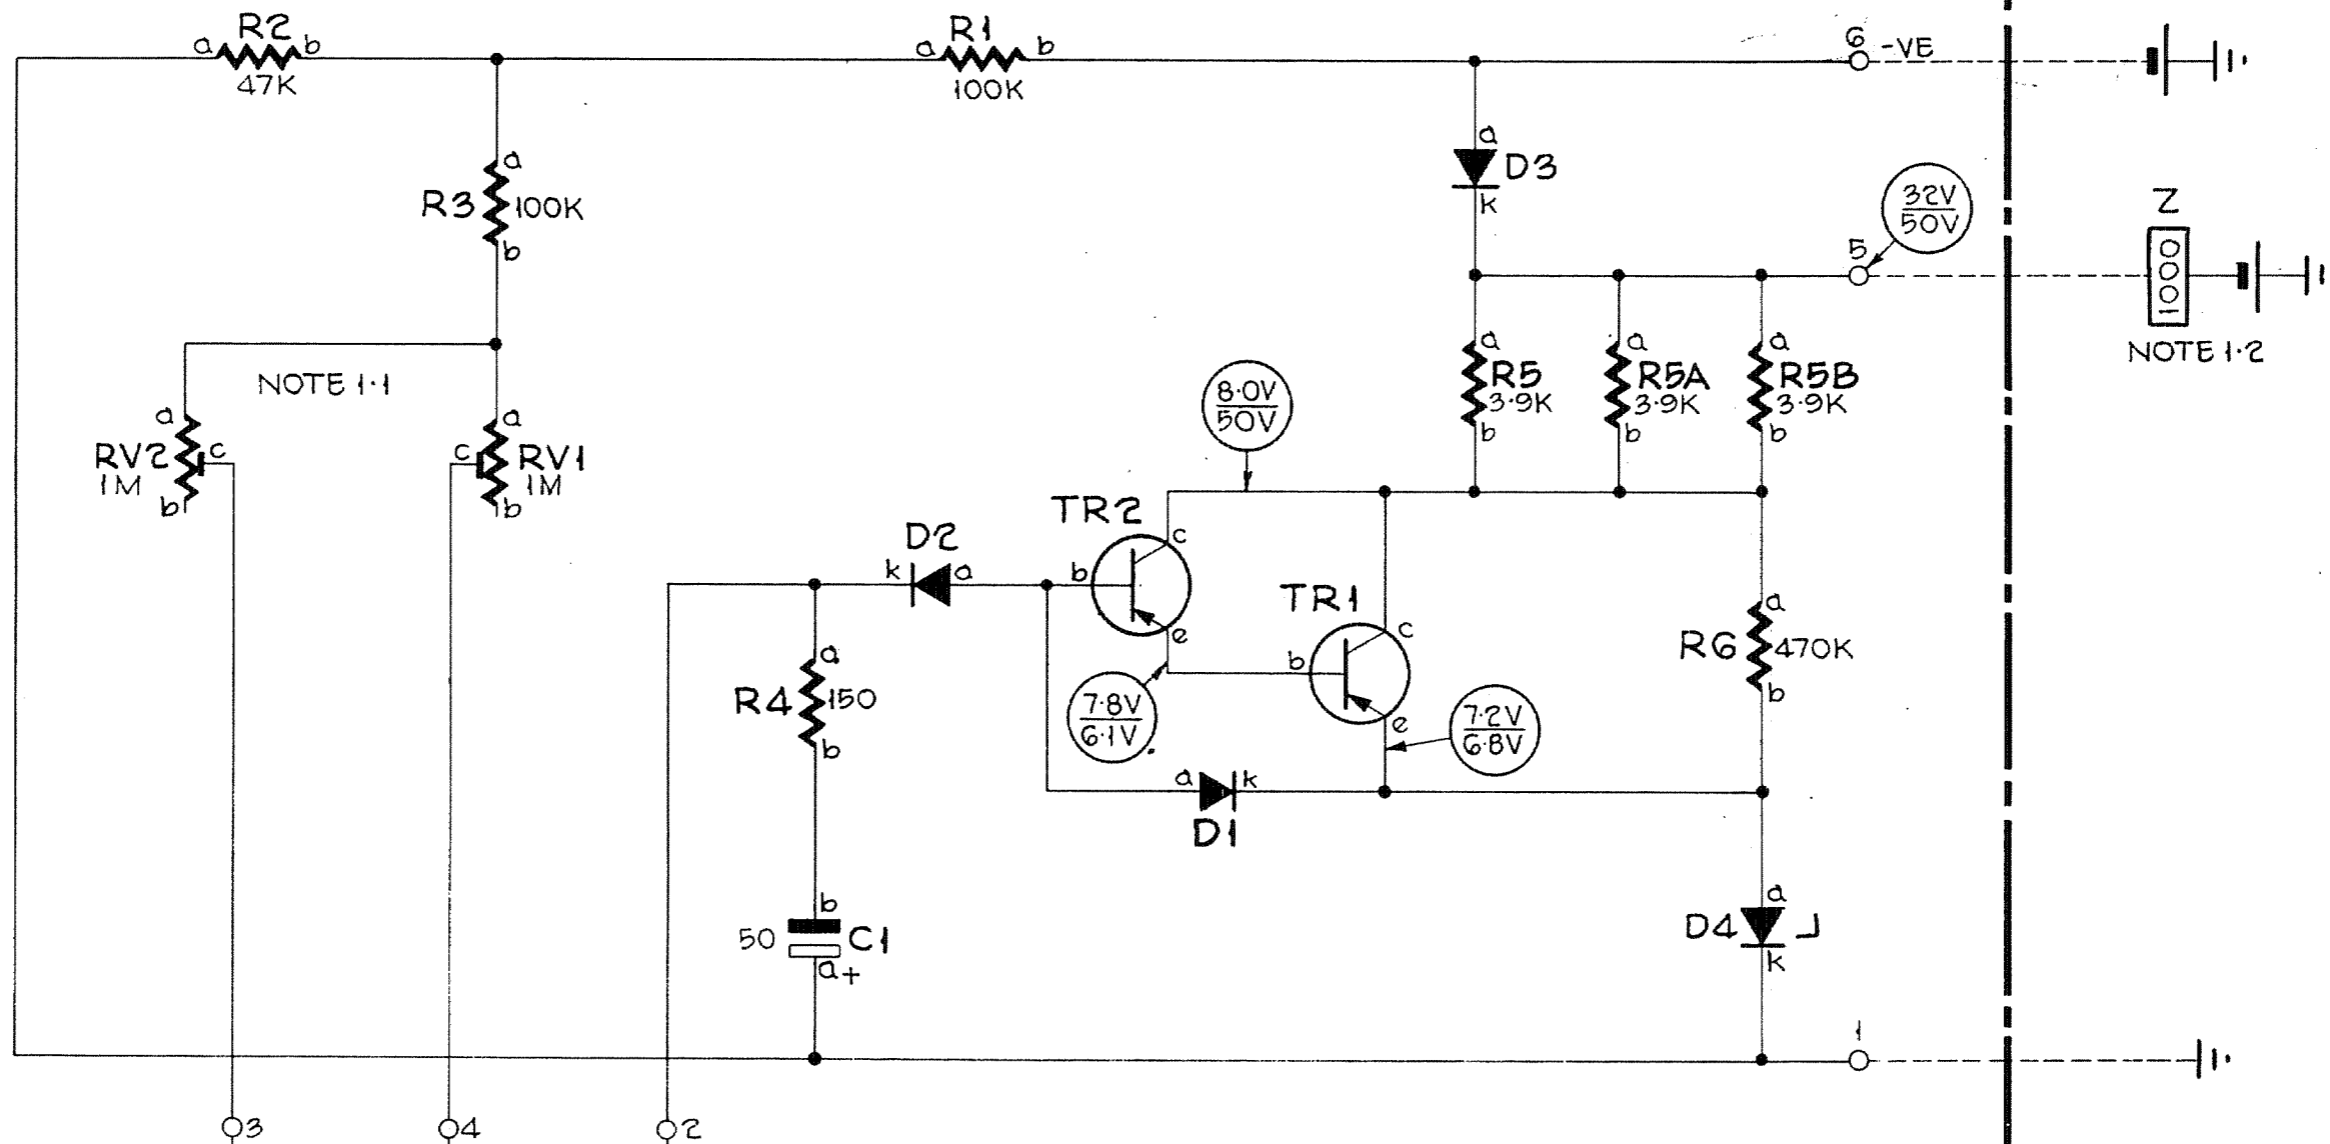 R2
a b
47K
R1
a b
100K
6 -VE
a
D3
k
32V
50V
5
Z
1000
NOTE 1·2
a
R3 100K
b
NOTE 1·1
a
RV2 c
1M
b
a
c RV1
1M
b
a
R5
3·9K
b
a
R5A
3·9K
b
a
R5B
3·9K
b
8·0V
50V
TR2
c
b
e
D2
k a
TR1
c
b
e
a
R6 470K
b
a
R4 150
b
7·8V
6·1V
7·2V
6·8V
a k
D1
b
50 C1
a+
a
D4
k
1
3
4
2